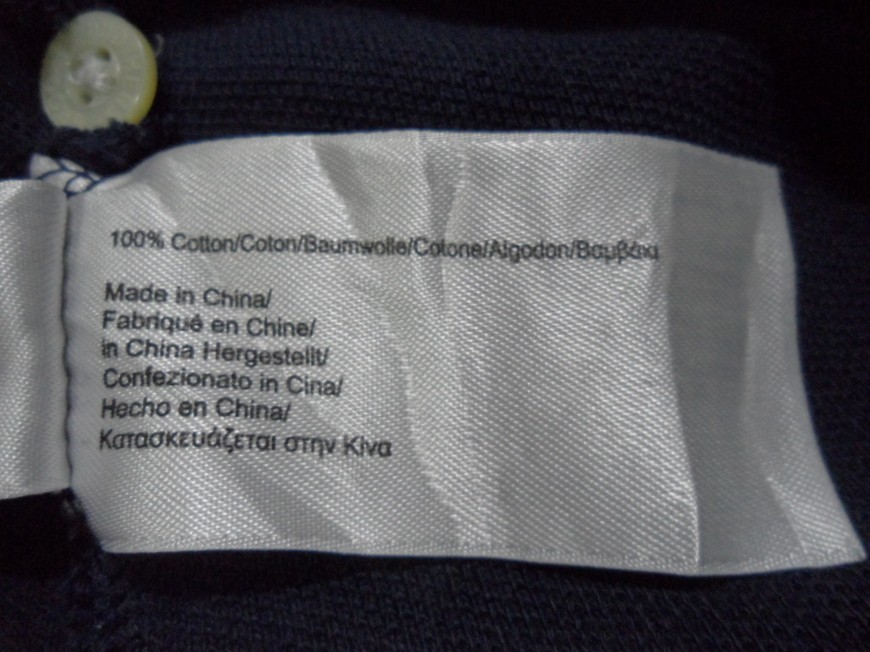 100% Cotton/Coton/Baumwolle/Cotone/Algodon/Βαμβάκι
Made in China/
Fabriqué en Chine/
in China Hergestellt/
Confezionato in Cina/
Hecho en China/
Κατασκευάζεται στην Κίνα